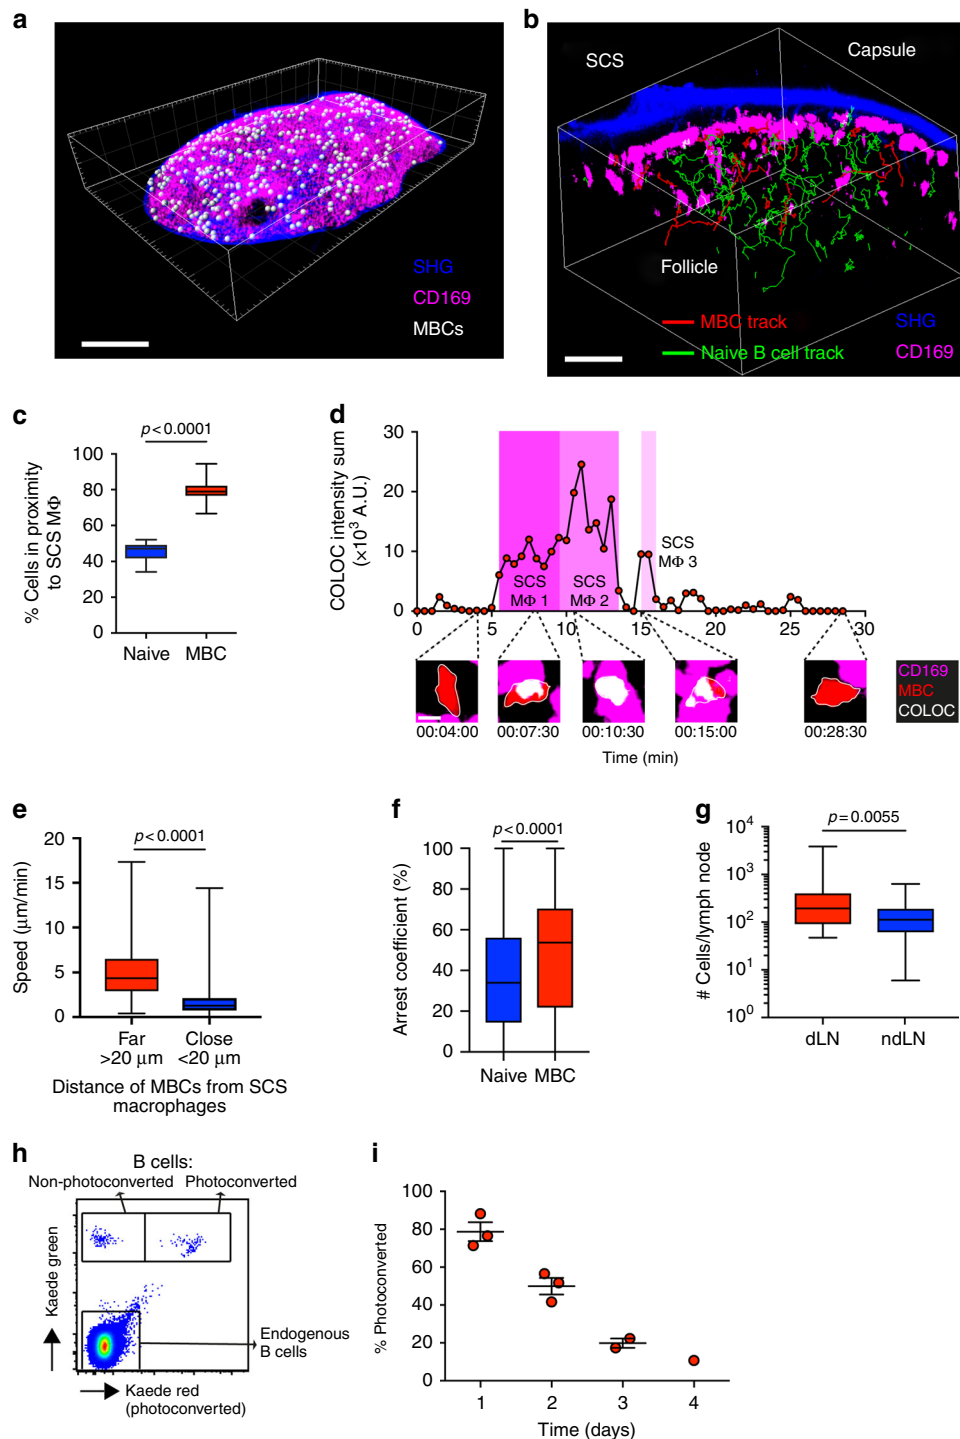 a
SHG
CD169
MBCs
b
SCS
Capsule
Follicle
MBC track
Naive B cell track
SHG
CD169
c
p < 0.0001
% Cells in proximity
to SCS MΦ
100
80
60
40
20
0
Naive
MBC
d
COLOC intensity sum
(×10³ A.U.)
30
20
10
0
SCS
MΦ 1
SCS
MΦ 2
SCS
MΦ 3
0 5 10 15 20 25 30
CD169
MBC
COLOC
00:04:00
00:07:30
00:10:30
00:15:00
00:28:30
Time (min)
e
p < 0.0001
Speed (μm/min)
20
15
10
5
0
Far
>20 μm
Close
<20 μm
Distance of MBCs from SCS
macrophages
f
p < 0.0001
Arrest coefficient (%)
100
80
60
40
20
0
Naive MBC
g
p = 0.0055
# Cells/lymph node
10⁴
10³
10²
10¹
10⁰
dLN
ndLN
h
B cells:
Non-photoconverted
Photoconverted
Kaede green
Endogenous
B cells
Kaede red
(photoconverted)
i
% Photoconverted
100
80
60
40
20
0
1 2 3 4
Time (days)